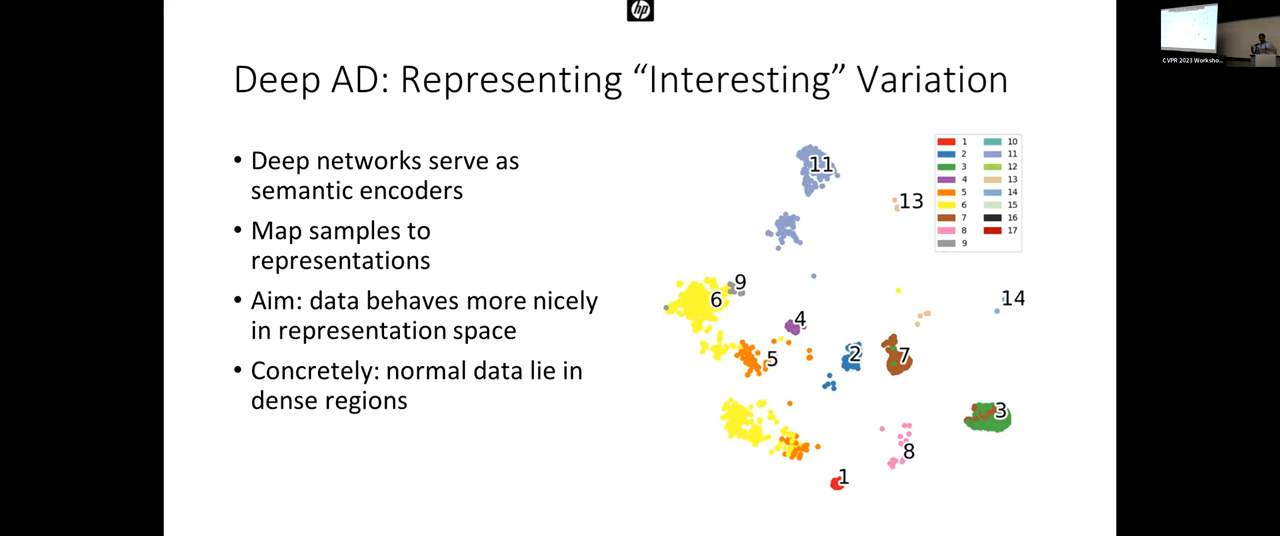 hp
CVPR 2023 Worksho...
Deep AD: Representing “Interesting” Variation
• Deep networks serve as
semantic encoders
• Map samples to
representations
• Aim: data behaves more nicely
in representation space
• Concretely: normal data lie in
dense regions
1 10
2 11
3 12
4 13
5 14
6 15
7 16
8 17
9
11
13
9
6
14
4
5
2
7
3
8
1